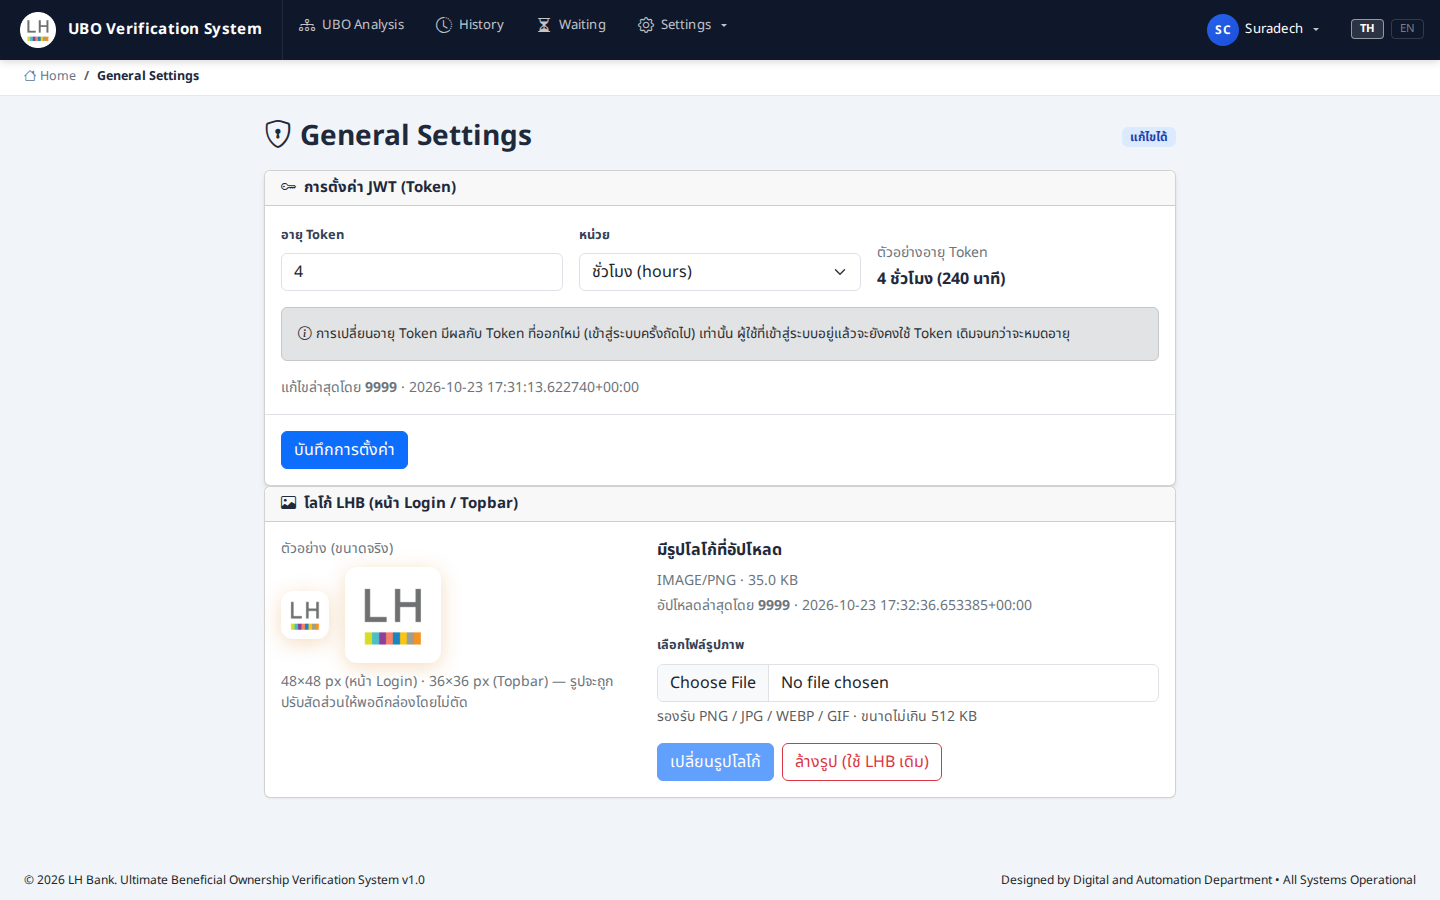 LH UBO Verification System UBO Analysis History Waiting Settings SC Suradech TH EN
Home / General Settings
General Settings
แก้ไขได้
การตั้งค่า JWT (Token)
อายุ Token
หน่วย
4
ชั่วโมง (hours)
ตัวอย่างอายุ Token
4 ชั่วโมง (240 นาที)
การเปลี่ยนอายุ Token มีผลกับ Token ที่ออกใหม่ (เข้าสู่ระบบครั้งถัดไป) เท่านั้น ผู้ใช้ที่เข้าสู่ระบบอยู่แล้วจะยังคงใช้ Token เดิมจนกว่าจะหมดอายุ
แก้ไขล่าสุดโดย 9999 · 2026-10-23 17:31:13.622740+00:00
บันทึกการตั้งค่า
โลโก้ LHB (หน้า Login / Topbar)
ตัวอย่าง (ขนาดจริง)
LH
LH
48×48 px (หน้า Login) · 36×36 px (Topbar) — รูปจะถูก
ปรับสัดส่วนให้พอดีกล่องโดยไม่ตัด
มีรูปโลโก้ที่อัปโหลด
IMAGE/PNG · 35.0 KB
อัปโหลดล่าสุดโดย 9999 · 2026-10-23 17:32:36.653385+00:00
เลือกไฟล์รูปภาพ
Choose File No file chosen
รองรับ PNG / JPG / WEBP / GIF · ขนาดไม่เกิน 512 KB
เปลี่ยนรูปโลโก้
ล้างรูป (ใช้ LHB เดิม)
© 2026 LH Bank. Ultimate Beneficial Ownership Verification System v1.0
Designed by Digital and Automation Department • All Systems Operational